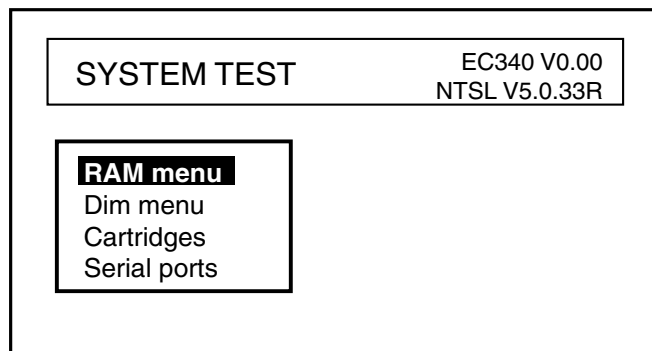 SYSTEM TEST
EC340 V0.00
NTSL V5.0.33R
RAM menu
Dim menu
Cartridges
Serial ports